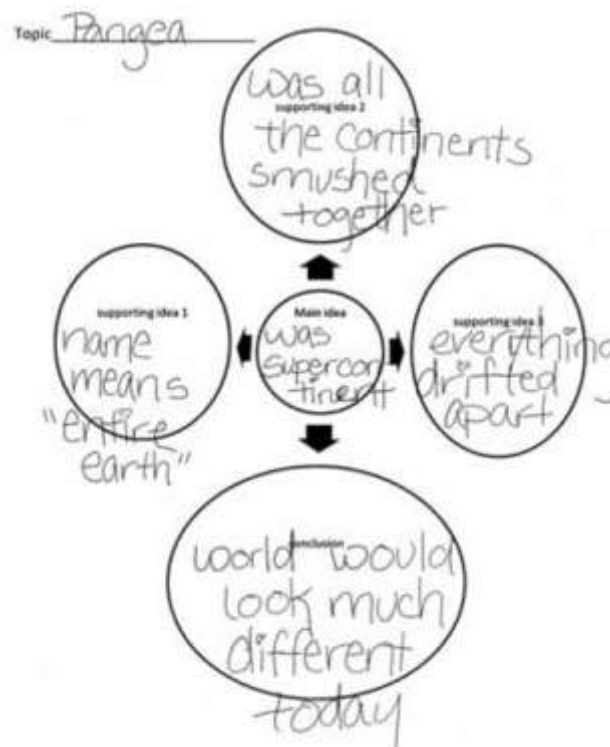 Topic Pangea
was all
supporting idea 2
the continents
smushed
together
supporting idea 1
name
means
"entire
earth"
Main idea
was
supercon
tinent
supporting idea 3
everything
drifted
apart
conclusion
world would
look much
different
today